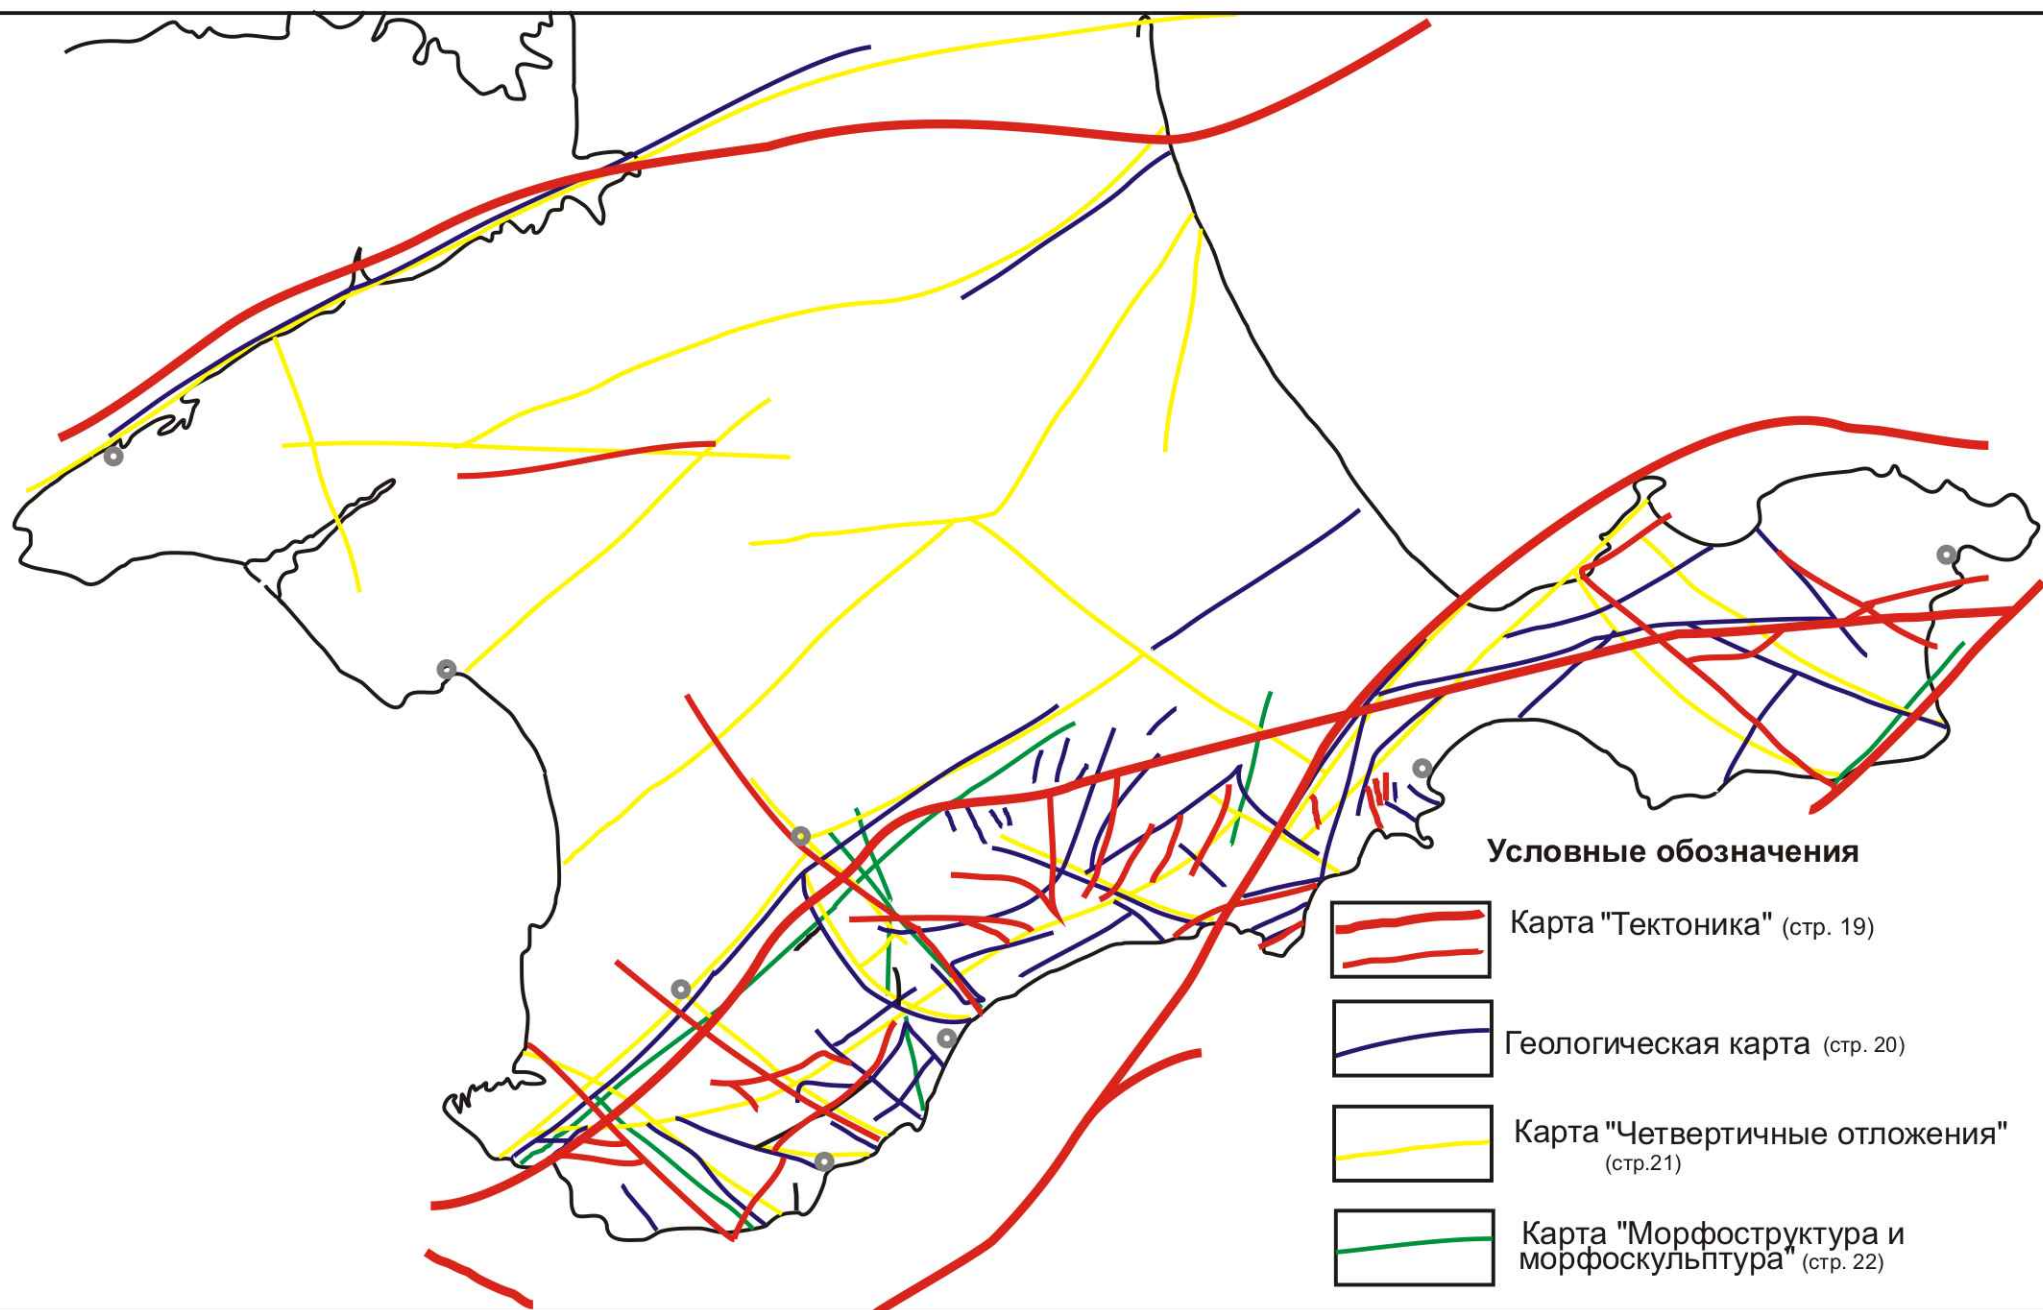 Условные обозначения
Карта "Тектоника" (стр. 19)
Геологическая карта (стр. 20)
Карта "Четвертичные отложения"
(стр.21)
Карта "Морфоструктура и
морфоскульптура" (стр. 22)